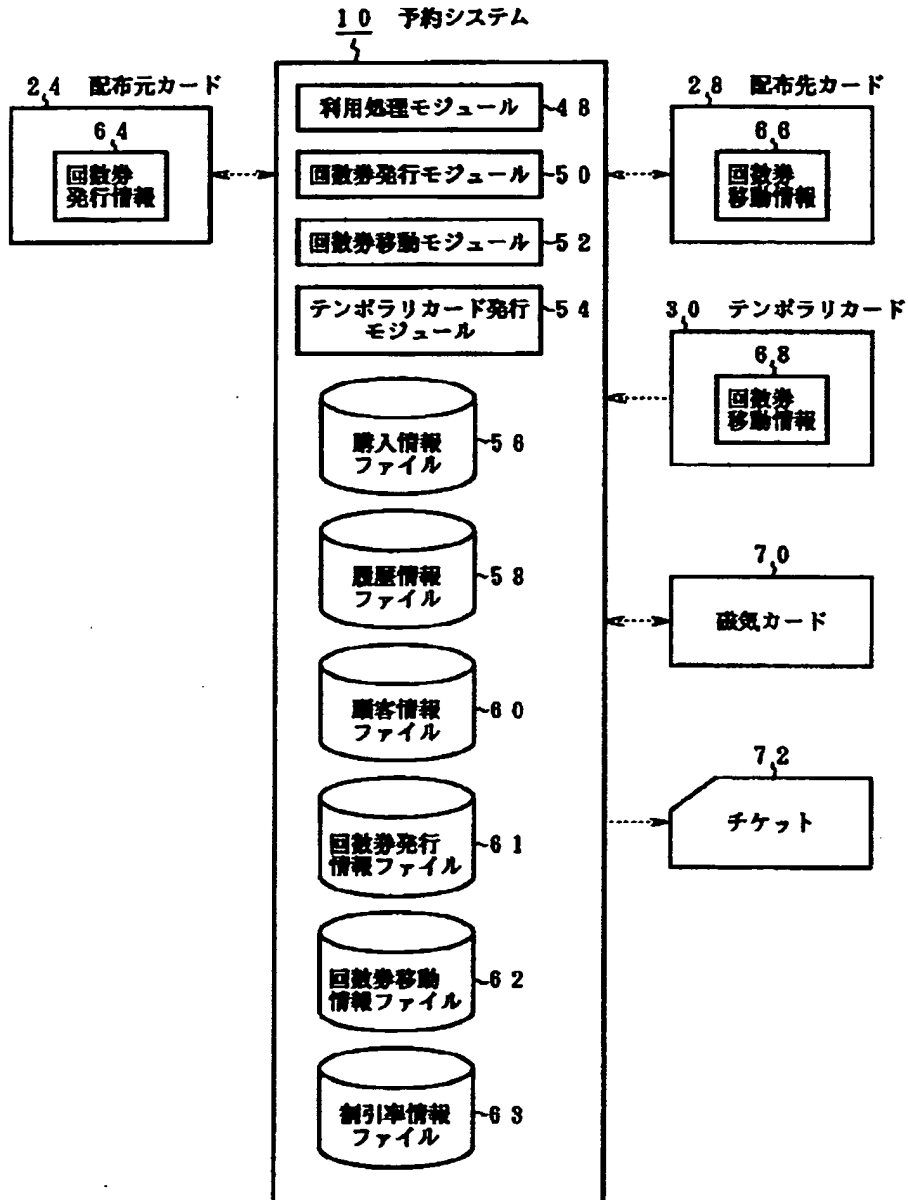 10 予約システム
24 配布元カード
64
回数券
発行情報
利用処理モジュール 48
回数券発行モジュール 50
回数券移動モジュール 52
テンポラリカード発行
モジュール 54
購入情報
ファイル 56
履歴情報
ファイル 58
顧客情報
ファイル 60
回数券発行
情報ファイル 61
回数券移動
情報ファイル 62
割引率情報
ファイル 63
28 配布先カード
66
回数券
移動情報
30 テンポラリカード
68
回数券
移動情報
70
磁気カード
72
チケット